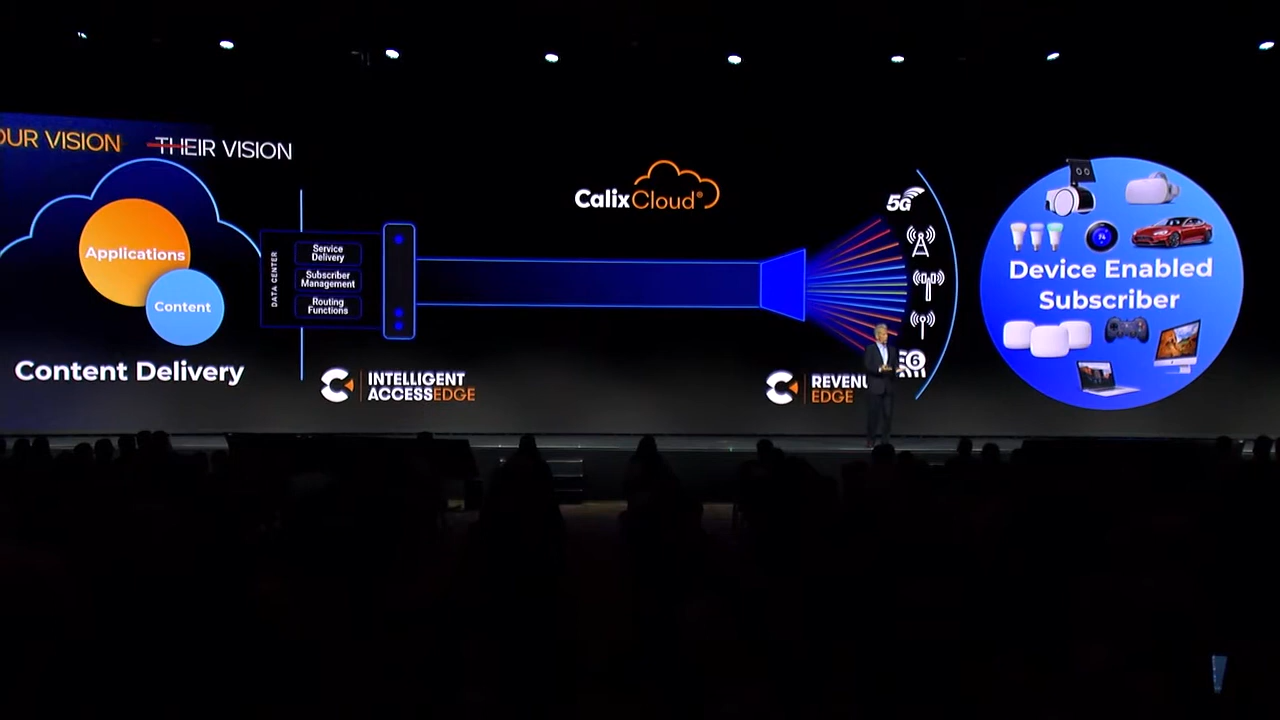 OUR VISION
THEIR VISION
Applications
Content
Content Delivery
DATA CENTER
Service
Delivery
Subscriber
Management
Routing
Functions
INTELLIGENT
ACCESSEDGE
CalixCloud®
5G
6
EDGE
Device Enabled
Subscriber